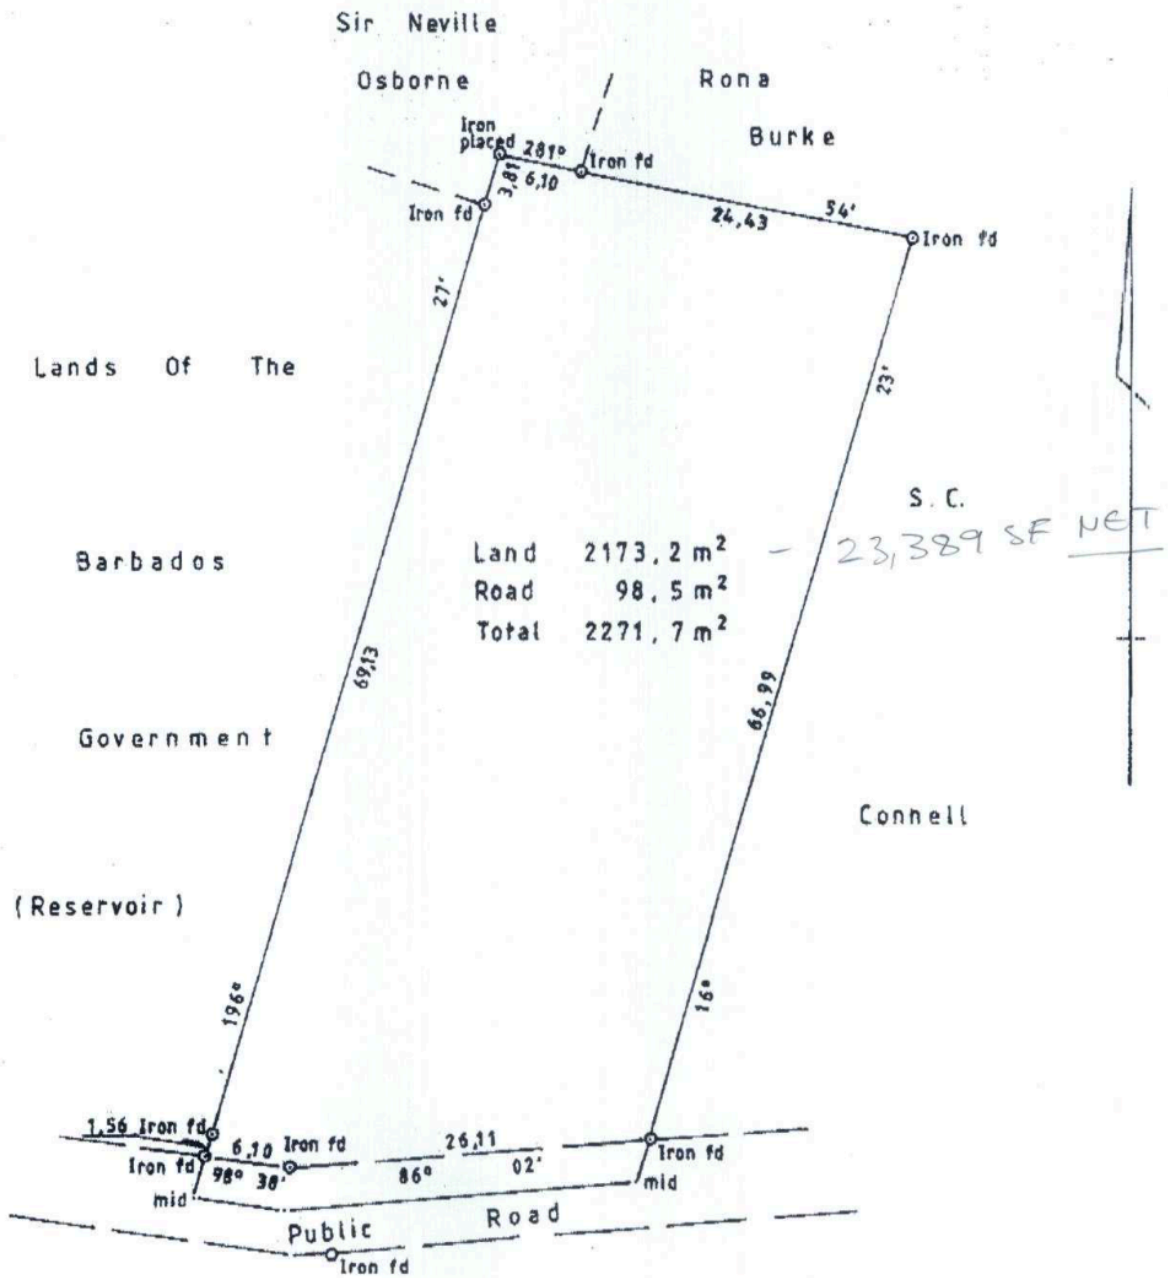 Sir Neville
Osborne
Rona
Burke
Iron
placed
281°
Iron fd
3,81
6,10
Iron fd
24,43
54'
Iron fd
27'
23'
Lands Of The
Barbados
Government
(Reservoir)
S. C.
Connell
Land 2173,2 m² - 23,389 SF NET
Road 98,5 m²
Total 2271,7 m²
69,13
66,99
196°
16°
1,56 Iron fd
6,10 Iron fd
26,11
Iron fd
Iron fd
98° 38'
86° 02'
mid
mid
Public Road
Iron fd